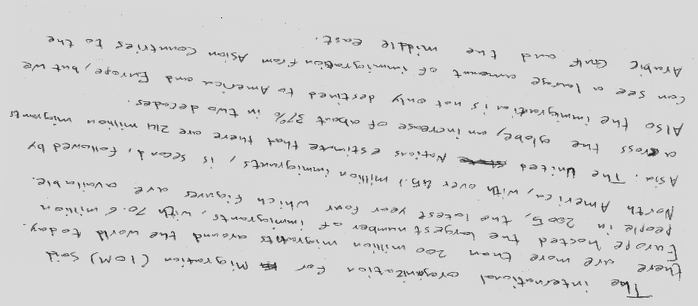 The international organization for Migration (IOM) said
there are more than 200 million migrants around the world today.
Europe hosted the largest number of immigrants, with 70.6 million
people in 2005, the latest year four which figures are available.
North America, with over 45.1 million immigrants, is second, followed by
Asia. The United Nations estimate that there are 214 million migrants
across the globe, an increase of about 37% in two decades.
Also the immigration is not only destined to America and Europe, but we
can see a large amount of immigration from Asian Countries to the
Arabic Gulf and the middle east.